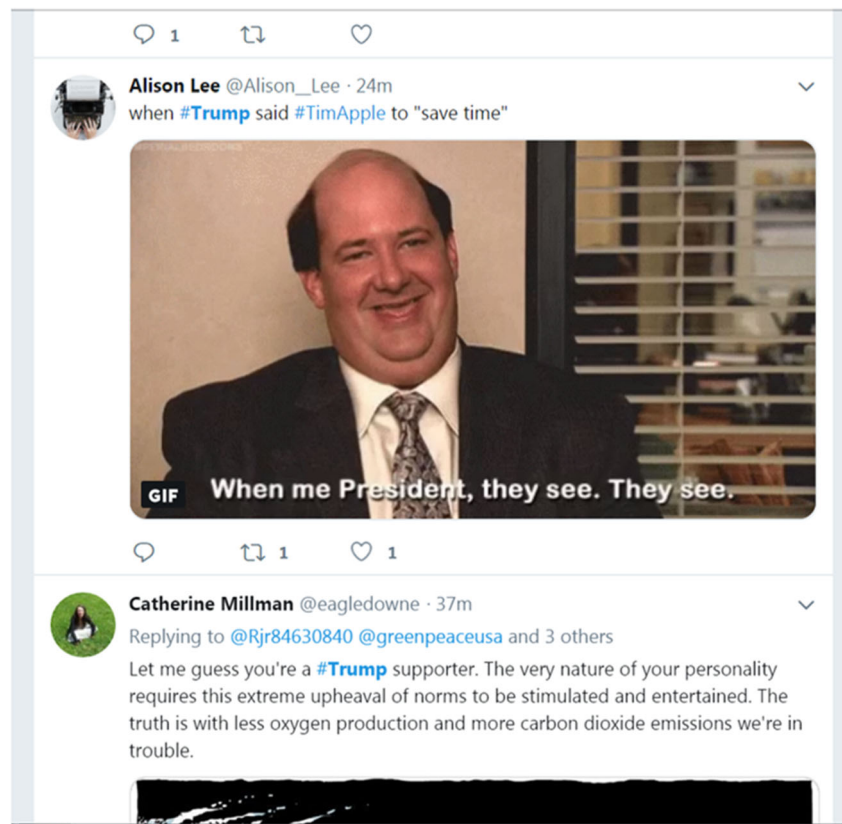 1
Alison Lee @Alison__Lee · 24m
when #Trump said #TimApple to "save time"
GIF
When me President, they see. They see.
1 1
Catherine Millman @eagledowne · 37m
Replying to @Rjr84630840 @greenpeaceusa and 3 others
Let me guess you're a #Trump supporter. The very nature of your personality
requires this extreme upheaval of norms to be stimulated and entertained. The
truth is with less oxygen production and more carbon dioxide emissions we're in
trouble.